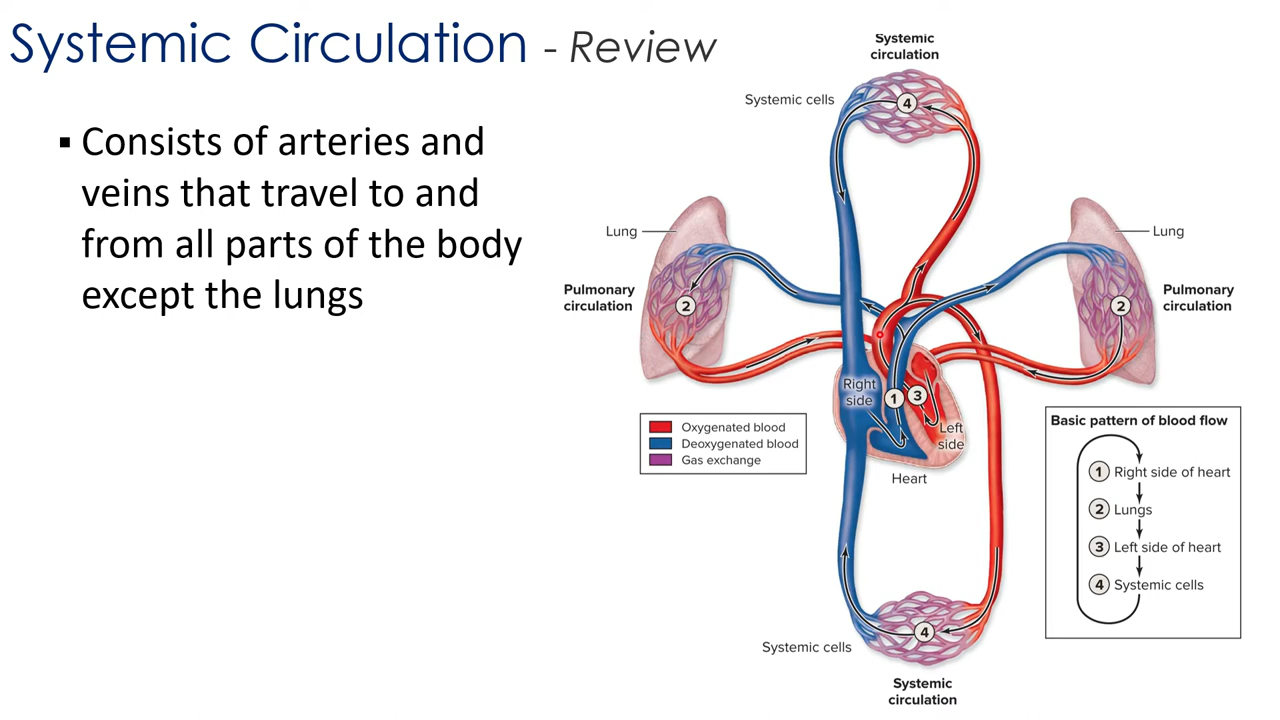 Systemic Circulation - Review
▪ Consists of arteries and
veins that travel to and
from all parts of the body
except the lungs
Systemic
circulation
Systemic cells
4
Lung
Lung
Pulmonary
circulation
2
2
Pulmonary
circulation
Right
side
1
3
Left
side
Heart
Oxygenated blood
Deoxygenated blood
Gas exchange
Basic pattern of blood flow
1 Right side of heart
2 Lungs
3 Left side of heart
4 Systemic cells
4
Systemic cells
Systemic
circulation